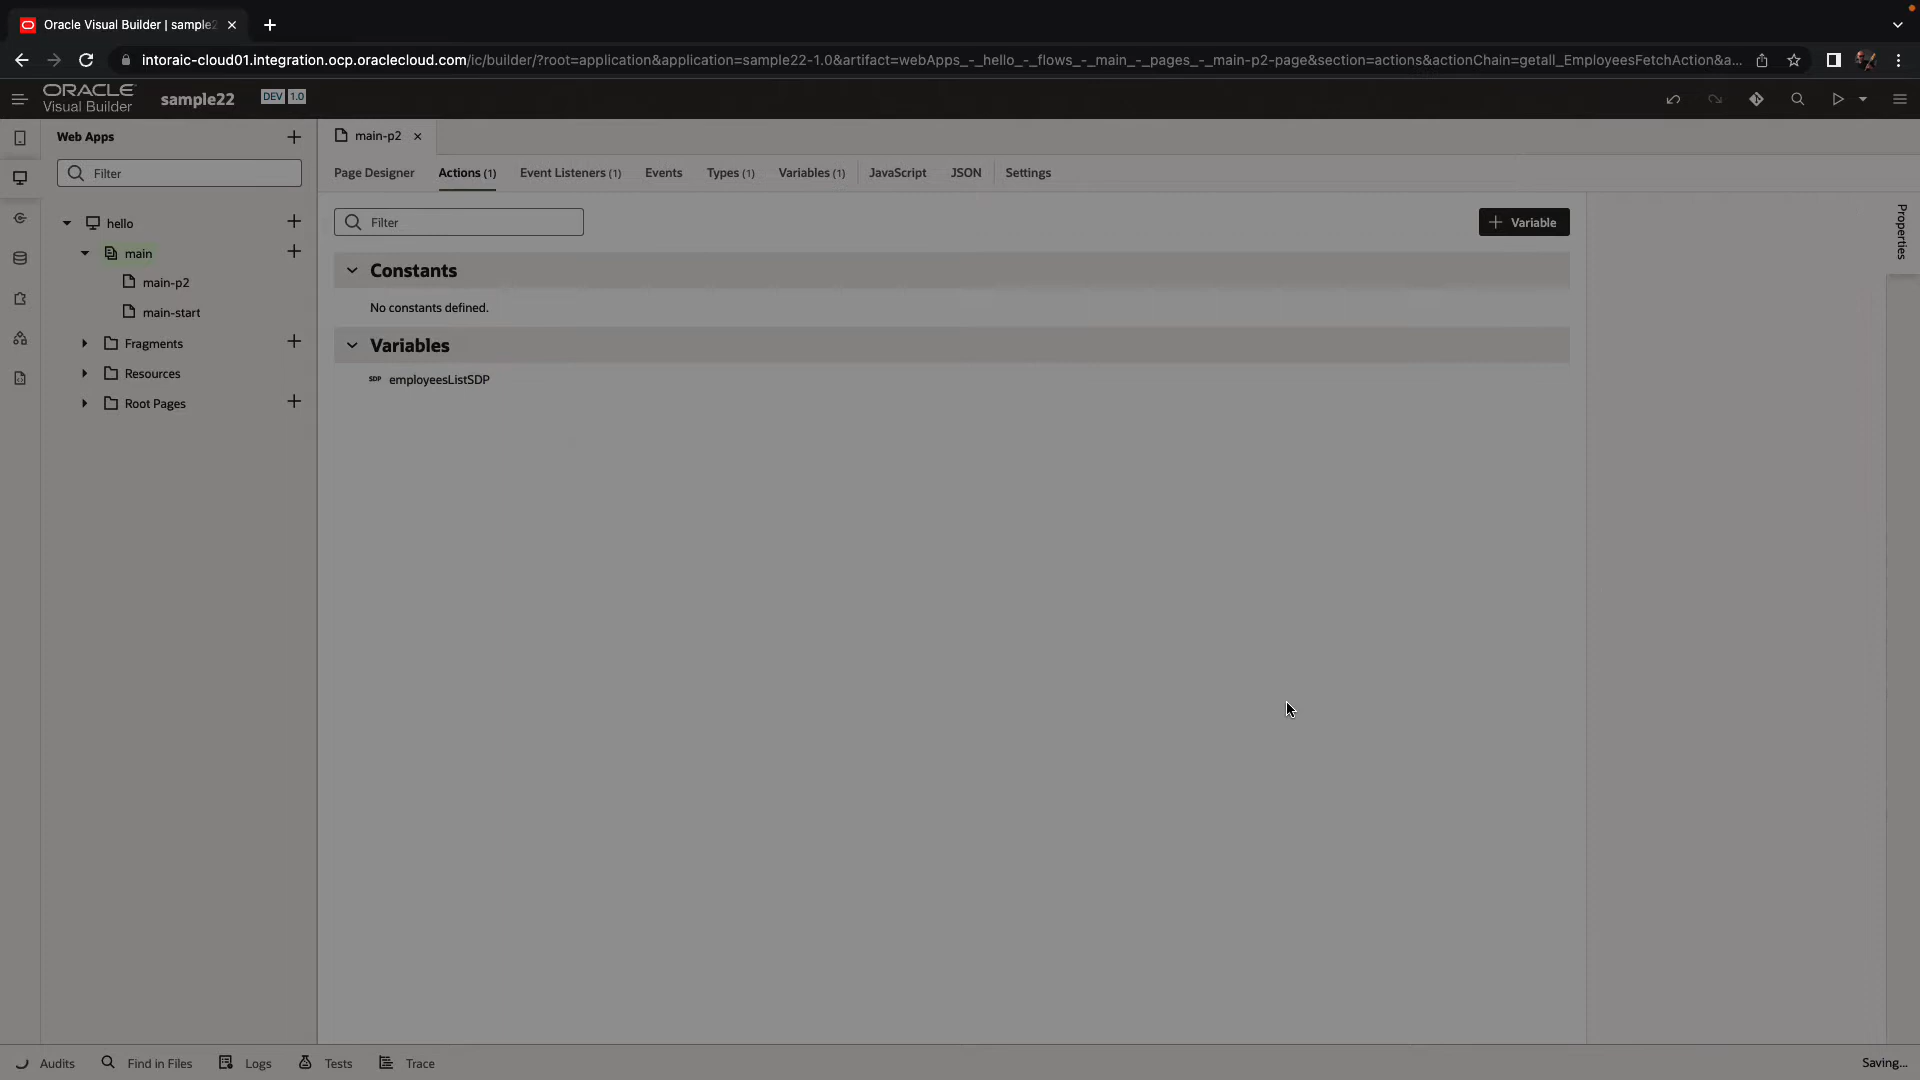 Oracle Visual Builder | sample2
intoraic-cloud01.integration.ocp.oraclecloud.com/ic/builder/?root=application&application=sample22-1.0&artifact=webApps_-_hello_-_flows_-_main_-_pages_-_main-p2-page&section=actions&actionChain=getall_EmployeesFetchAction&a...
ORACLE
Visual Builder
sample22
DEV 1.0
Web Apps
Filter
hello
main
main-p2
main-start
Fragments
Resources
Root Pages
main-p2
Page Designer
Actions (1)
Event Listeners (1)
Events
Types (1)
Variables (1)
JavaScript
JSON
Settings
Filter
+ Variable
Constants
No constants defined.
Variables
SDP employeesListSDP
Properties
Audits
Find in Files
Logs
Tests
Trace
Saving...